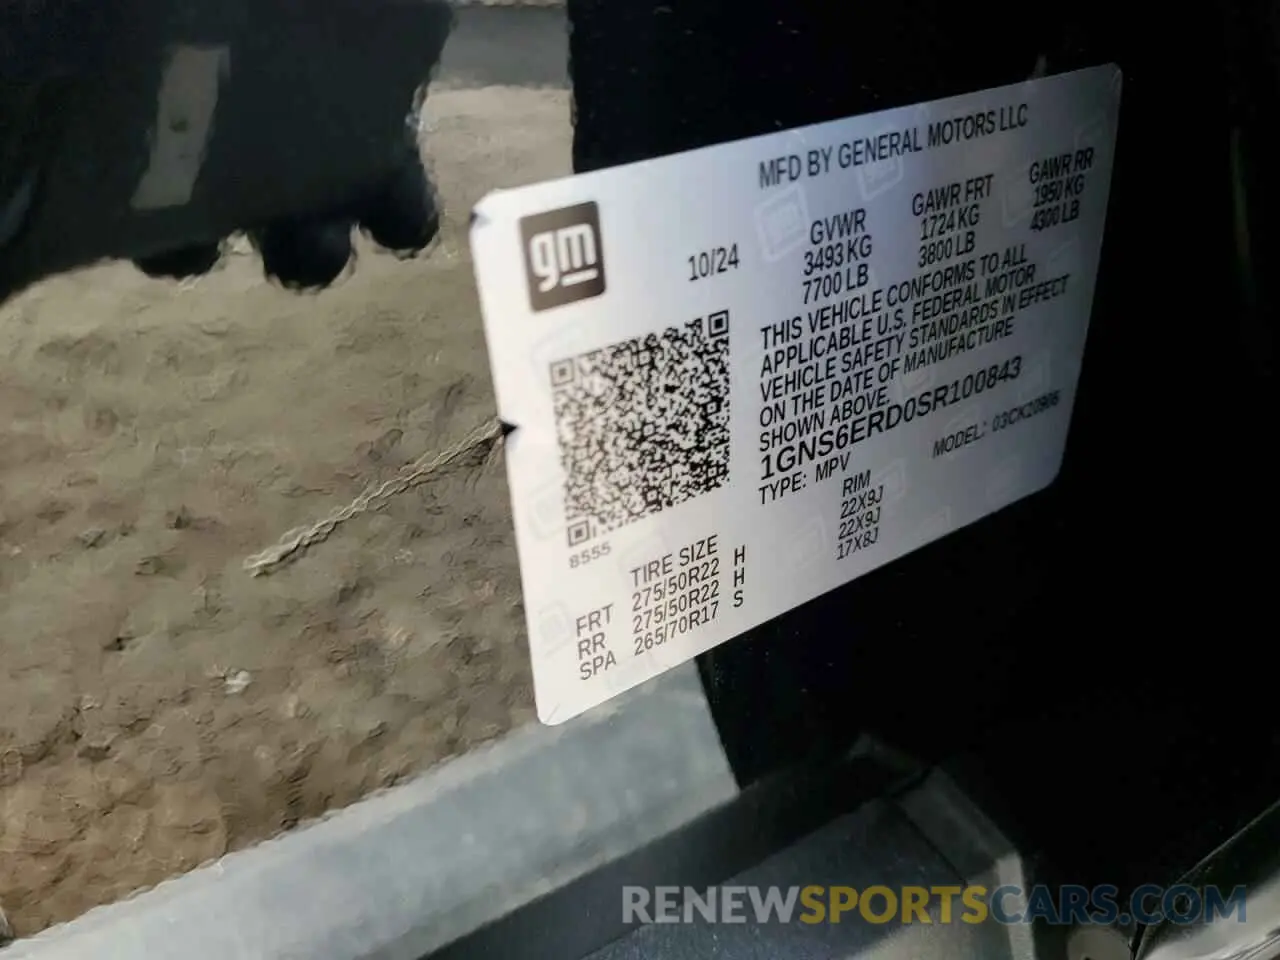 MFD BY GENERAL MOTORS LLC
gm
10/24
GVWR GAWR FRT GAWR RR
3493 KG 1724 KG 1950 KG
7700 LB 3800 LB 4300 LB
THIS VEHICLE CONFORMS TO ALL
APPLICABLE U.S. FEDERAL MOTOR
VEHICLE SAFETY STANDARDS IN EFFECT
ON THE DATE OF MANUFACTURE
SHOWN ABOVE.
1GNS6ERD0SR100843
TYPE: MPV MODEL: 03CK20906
8555
TIRE SIZE RIM
FRT 275/50R22 H 22X9J
RR 275/50R22 H 22X9J
SPA 265/70R17 S 17X8J
RENEWSPORTSCARS.COM